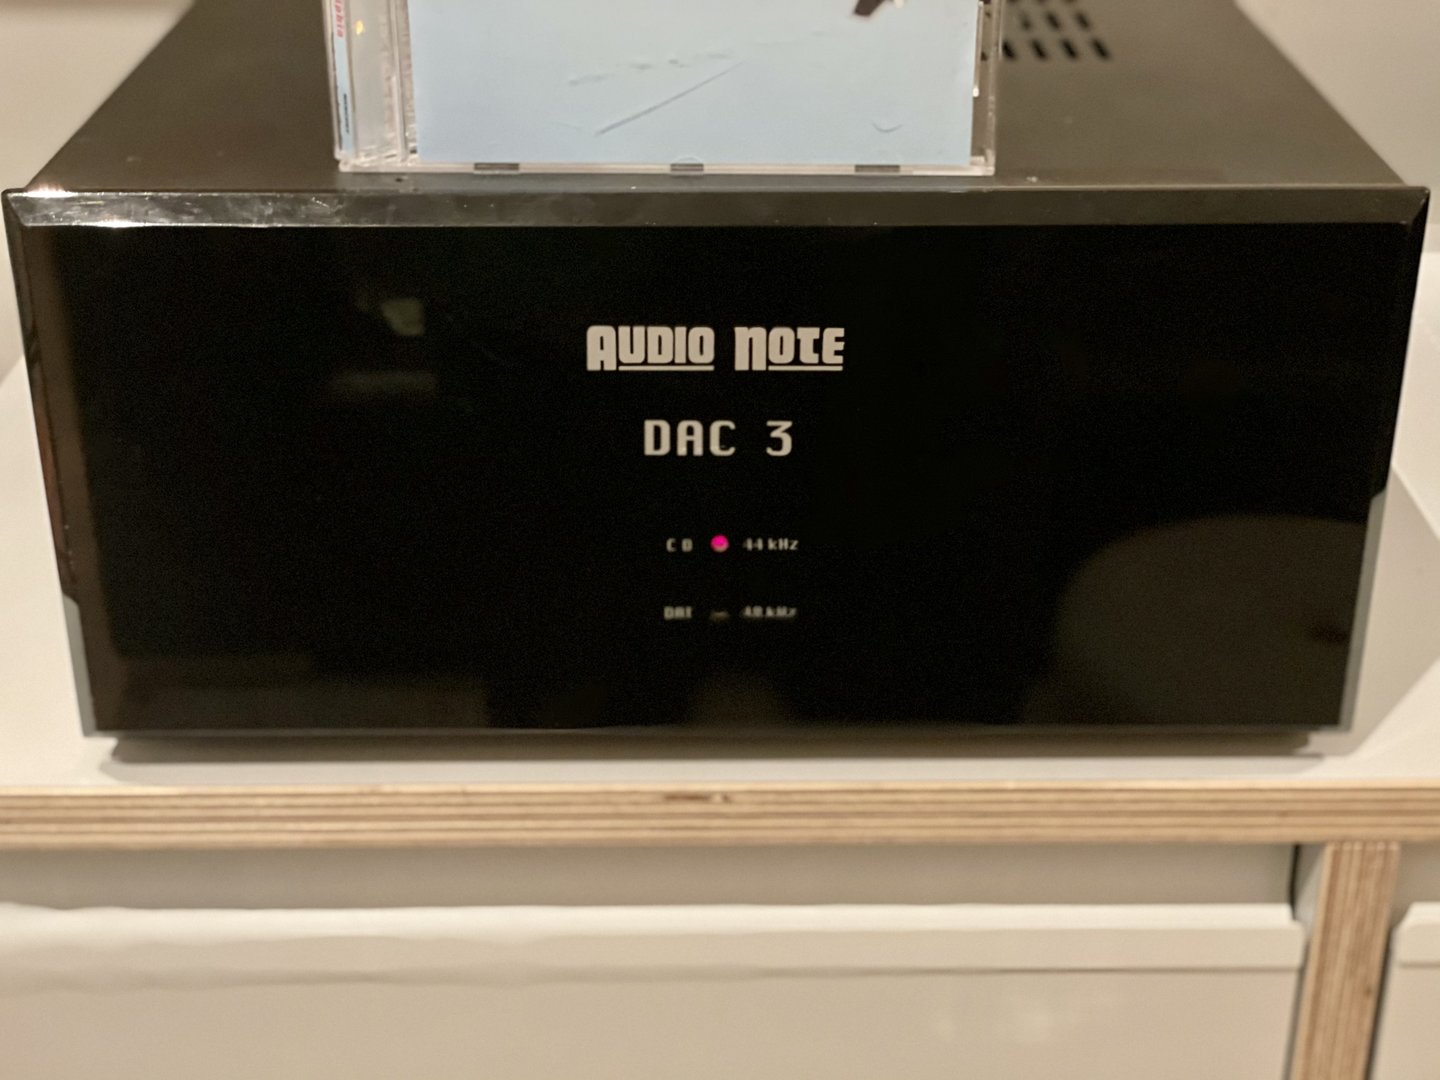 AUDIO NOTE
DAC 3
CD 44 kHz
DAT 48 kHz